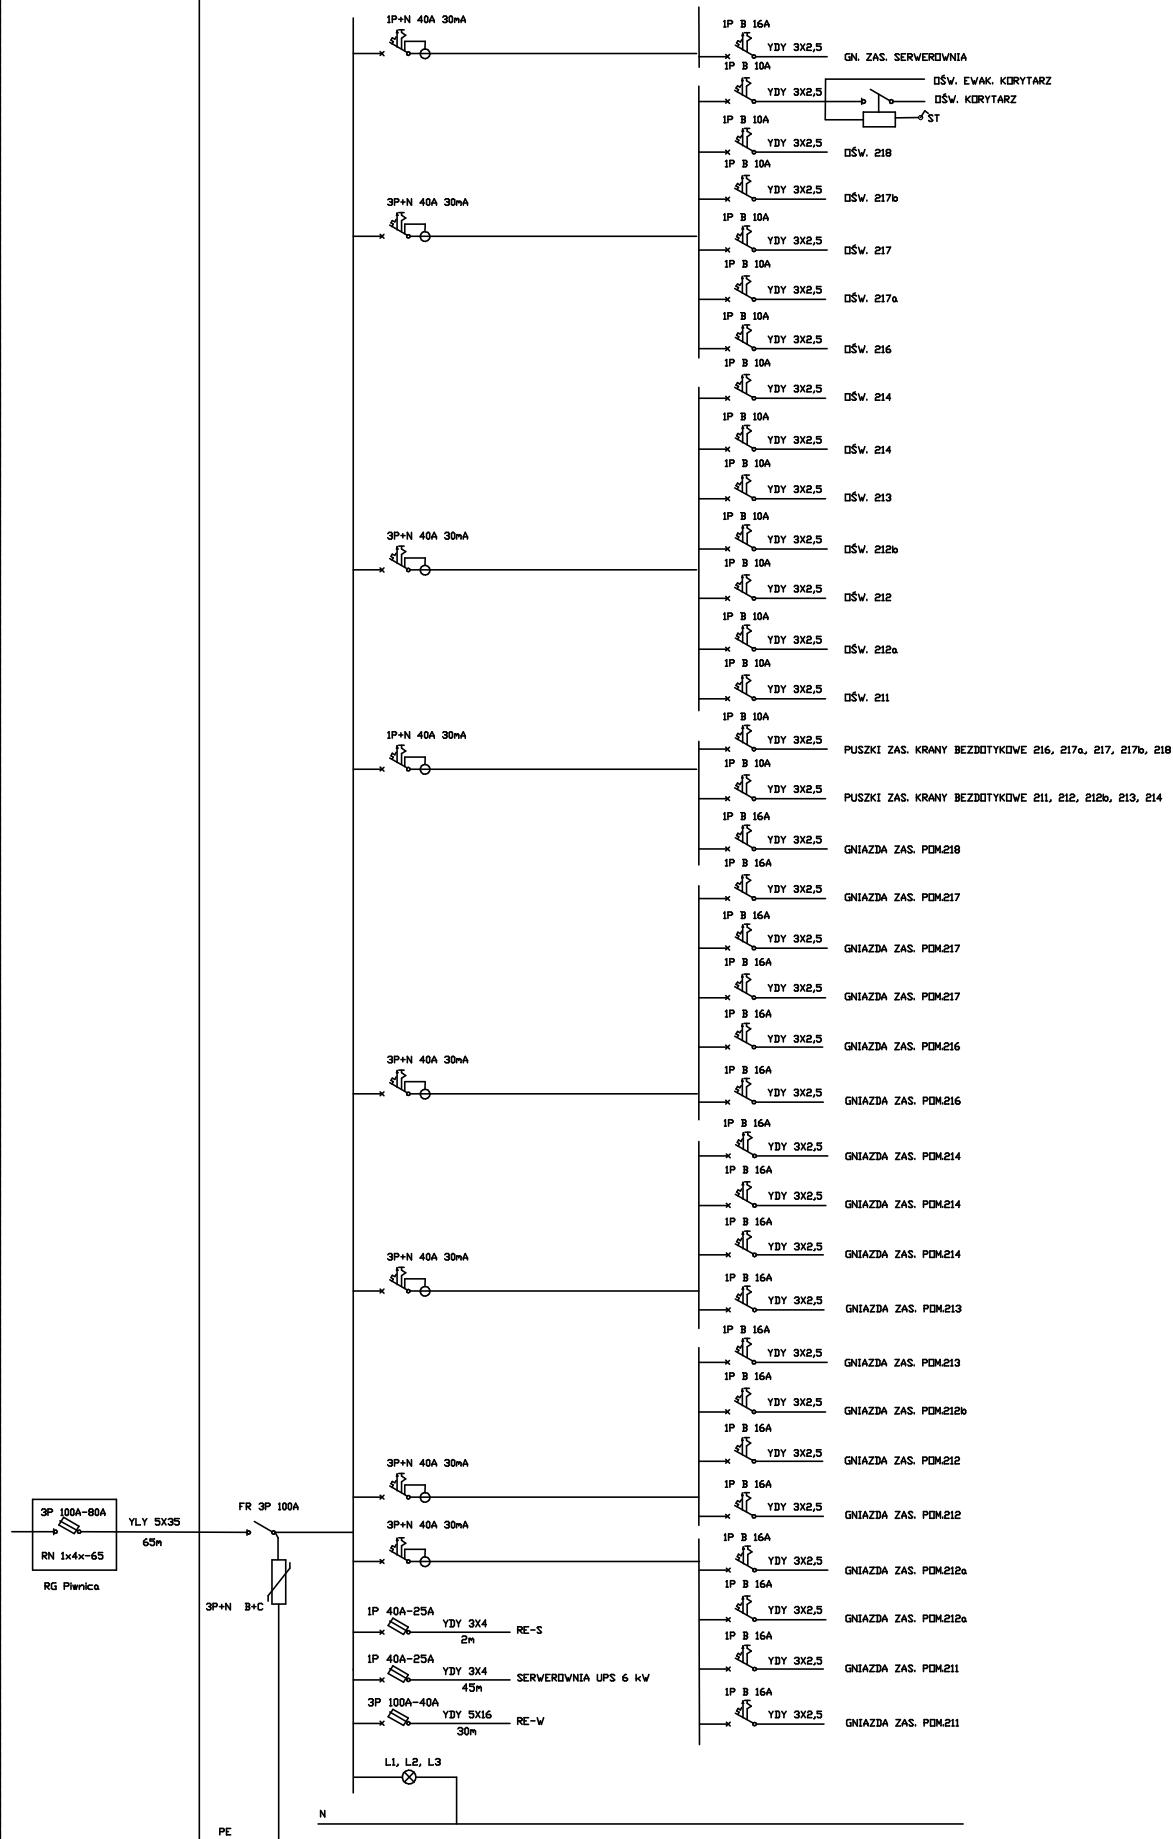 1P+N 40A 30mA
1P B 16A
YDY 3X2,5
GN. ZAS. SERWEROWNIA
1P B 10A
YDY 3X2,5
OŚW. EWAK. KORYTARZ
OŚW. KORYTARZ
ST
1P B 10A
YDY 3X2,5
OŚW. 218
1P B 10A
YDY 3X2,5
OŚW. 217b
3P+N 40A 30mA
1P B 10A
YDY 3X2,5
OŚW. 217
1P B 10A
YDY 3X2,5
OŚW. 217a
1P B 10A
YDY 3X2,5
OŚW. 216
1P B 10A
YDY 3X2,5
OŚW. 214
1P B 10A
YDY 3X2,5
OŚW. 214
1P B 10A
YDY 3X2,5
OŚW. 213
3P+N 40A 30mA
1P B 10A
YDY 3X2,5
OŚW. 212b
1P B 10A
YDY 3X2,5
OŚW. 212
1P B 10A
YDY 3X2,5
OŚW. 212a
1P B 10A
YDY 3X2,5
OŚW. 211
1P+N 40A 30mA
1P B 10A
YDY 3X2,5
PUSZKI ZAS. KRANY BEZDOTYKOWE 216, 217a, 217, 217b, 218
1P B 10A
YDY 3X2,5
PUSZKI ZAS. KRANY BEZDOTYKOWE 211, 212, 212b, 213, 214
1P B 16A
YDY 3X2,5
GNIAZDA ZAS. POM.218
1P B 16A
YDY 3X2,5
GNIAZDA ZAS. POM.217
1P B 16A
YDY 3X2,5
GNIAZDA ZAS. POM.217
1P B 16A
YDY 3X2,5
GNIAZDA ZAS. POM.217
1P B 16A
YDY 3X2,5
GNIAZDA ZAS. POM.216
3P+N 40A 30mA
1P B 16A
YDY 3X2,5
GNIAZDA ZAS. POM.216
1P B 16A
YDY 3X2,5
GNIAZDA ZAS. POM.214
1P B 16A
YDY 3X2,5
GNIAZDA ZAS. POM.214
1P B 16A
YDY 3X2,5
GNIAZDA ZAS. POM.214
3P+N 40A 30mA
1P B 16A
YDY 3X2,5
GNIAZDA ZAS. POM.213
1P B 16A
YDY 3X2,5
GNIAZDA ZAS. POM.213
1P B 16A
YDY 3X2,5
GNIAZDA ZAS. POM.212b
1P B 16A
YDY 3X2,5
GNIAZDA ZAS. POM.212
3P+N 40A 30mA
1P B 16A
YDY 3X2,5
GNIAZDA ZAS. POM.212
3P+N 40A 30mA
1P B 16A
YDY 3X2,5
GNIAZDA ZAS. POM.212a
1P B 16A
YDY 3X2,5
GNIAZDA ZAS. POM.212a
1P B 16A
YDY 3X2,5
GNIAZDA ZAS. POM.211
1P B 16A
YDY 3X2,5
GNIAZDA ZAS. POM.211
3P 100A-80A
RN 1x4x-65
RG Piwnica
YLY 5X35
65m
FR 3P 100A
3P+N B+C
1P 40A-25A
YDY 3X4
2m
RE-S
1P 40A-25A
YDY 3X4
45m
SERWEROWNIA UPS 6 kW
3P 100A-40A
YDY 5X16
30m
RE-W
L1, L2, L3
N
PE